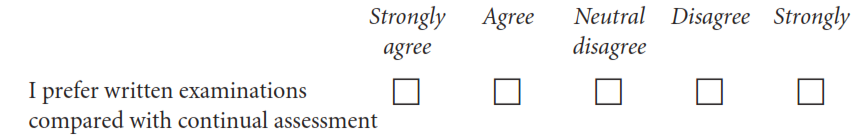 Strongly Agree Neutral Disagree Strongly
agree disagree
I prefer written examinations
compared with continual assessment